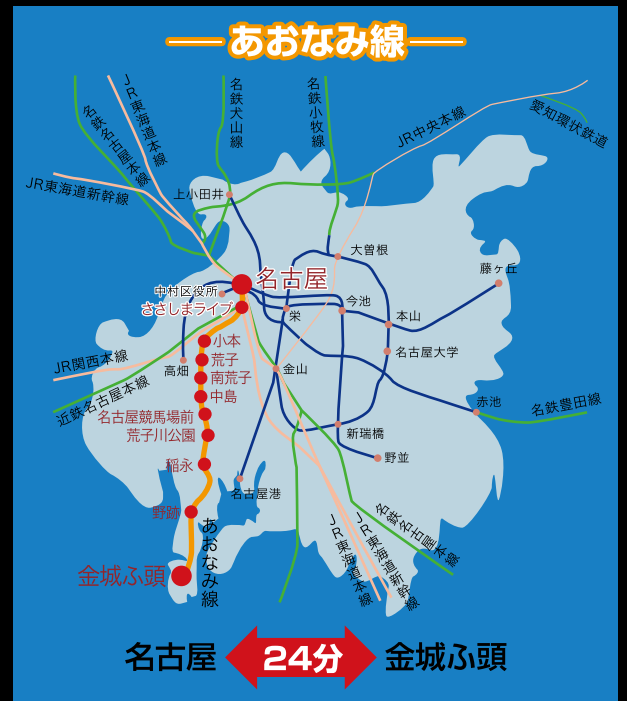 あおなみ線
JR東海道本線
名鉄名古屋本線
名鉄犬山線
名鉄小牧線
JR中央本線
愛知環状鉄道
JR東海道新幹線
上小田井
大曽根
藤ヶ丘
名古屋
中村区役所
ささしまライブ
今池
栄
本山
小本
名古屋大学
JR関西本線
荒子
高畑
金山
南荒子
近鉄名古屋本線
中島
赤池
名鉄豊田線
名古屋競馬場前
荒子川公園
新瑞橋
稲永
野並
名古屋港
野跡
あおなみ線
JR東海道本線
JR東海道新幹線
名鉄名古屋本線
金城ふ頭
名古屋 24分 金城ふ頭